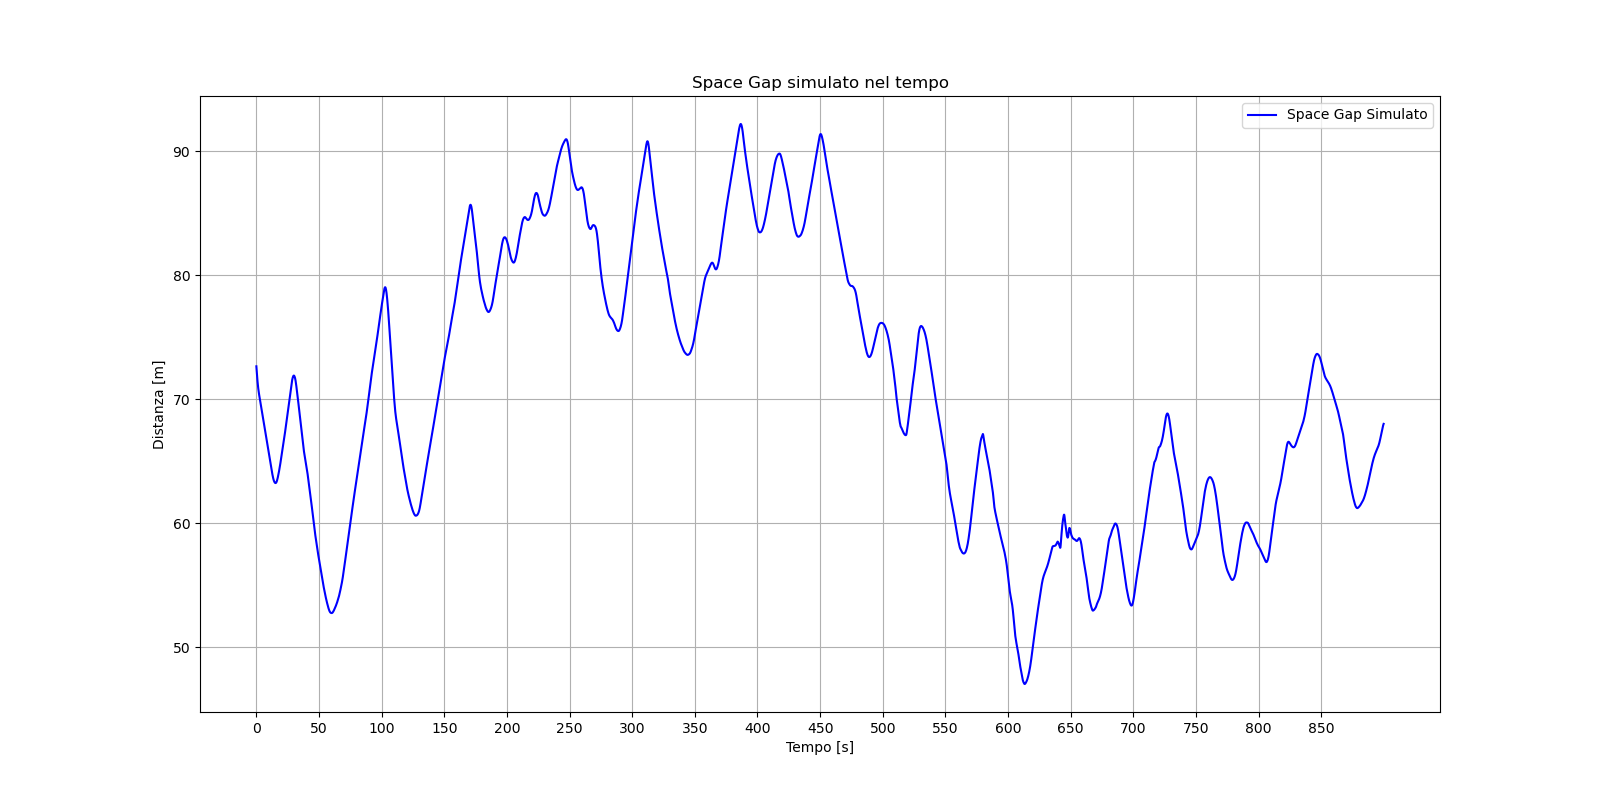 Space Gap simulato nel tempo
Space Gap Simulato
90
80
70
60
50
Distanza [m]
0 50 100 150 200 250 300 350 400 450 500 550 600 650 700 750 800 850
Tempo [s]